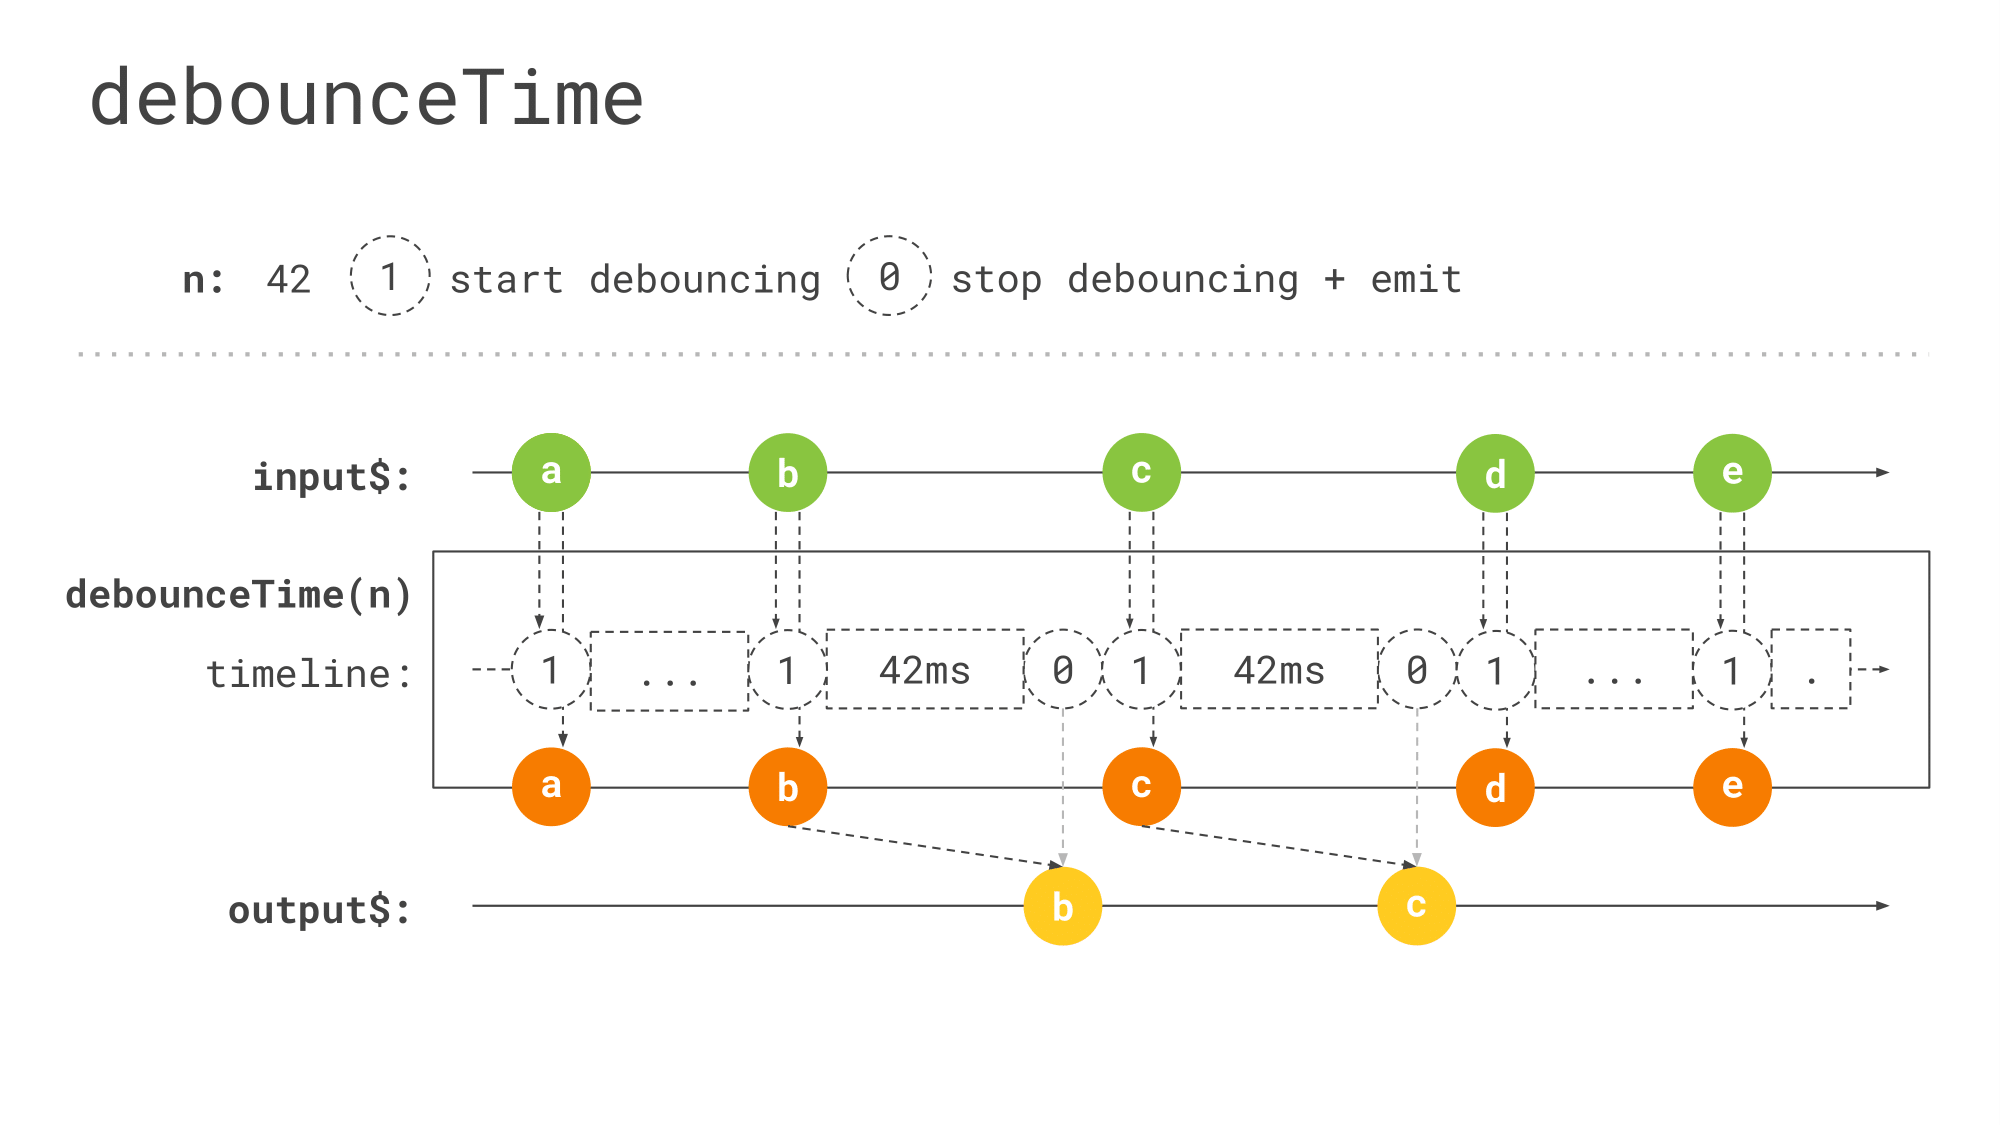 debounceTime
n: 42 1 start debouncing 0 stop debouncing + emit
input$: a b c d e
debounceTime(n)
timeline: 1 ... 1 42ms 0 1 42ms 0 1 ... 1 .
a b c d e
output$: b c